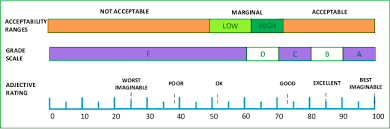 NOT ACCEPTABLE MARGINAL ACCEPTABLE
ACCEPTABILITY RANGES LOW HIGH
GRADE SCALE F D C B A
ADJECTIVE RATING WORST IMAGINABLE POOR OK GOOD EXCELLENT BEST IMAGINABLE
0 10 20 30 40 50 60 70 80 90 100